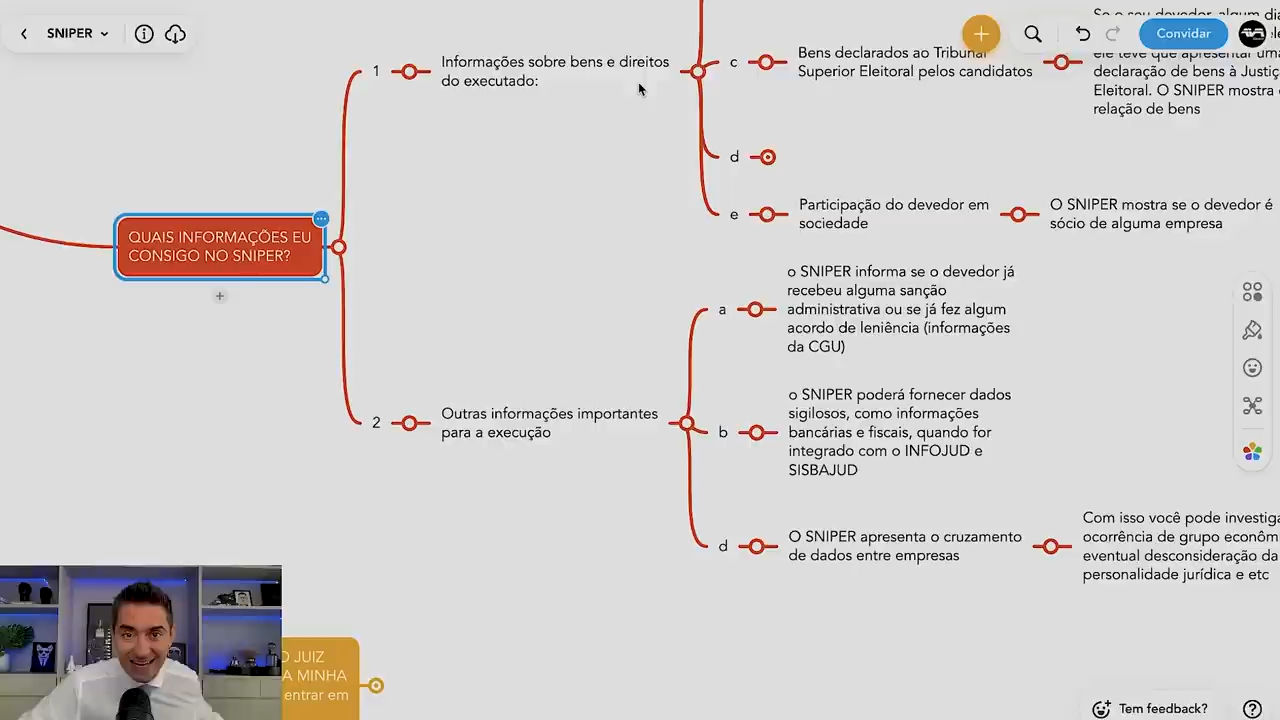 SNIPER
Convidar
1
Informações sobre bens e direitos
do executado:
c
Bens declarados ao Tribunal
Superior Eleitoral pelos candidatos
Se o seu devedor, algum dia
ele teve que apresentar uma
declaração de bens à Justiça
Eleitoral. O SNIPER mostra
relação de bens
d
e
Participação do devedor em
sociedade
O SNIPER mostra se o devedor é
sócio de alguma empresa
QUAIS INFORMAÇÕES EU
CONSIGO NO SNIPER?
2
Outras informações importantes
para a execução
a
o SNIPER informa se o devedor já
recebeu alguma sanção
administrativa ou se já fez algum
acordo de leniência (informações
da CGU)
b
o SNIPER poderá fornecer dados
sigilosos, como informações
bancárias e fiscais, quando for
integrado com o INFOJUD e
SISBAJUD
d
O SNIPER apresenta o cruzamento
de dados entre empresas
Com isso você pode investiga
ocorrência de grupo econôm
eventual desconsideração da
personalidade jurídica e etc
O JUIZ
A MINHA
entrar em
Tem feedback?